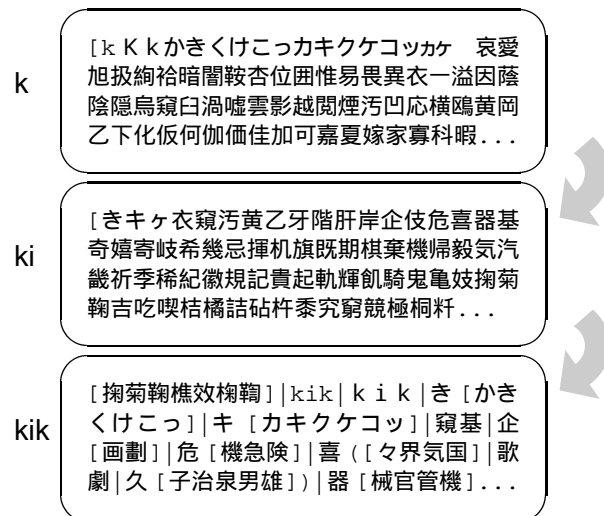 k
[kＫｋかきくけこっカキクケコッヵヶ　哀愛
旭扱絢袷暗闇鞍杏位囲惟易畏異衣一溢因蔭
陰隠烏窺臼渦嘘雲影越閲煙汚凹応横鴎黄岡
乙下化仮何伽価佳加可嘉夏嫁家寡科暇...
ki
[きキヶ衣窺汚黄乙牙階肝岸企伎危喜器基
奇嬉寄岐希幾忌揮机旗既期棋棄機帰毅気汽
畿祈季稀紀徽規記貴起軌輝飢騎鬼亀妓掬菊
鞠吉吃喫桔橘詰砧杵黍究窮競極桐粁...
kik
[掬菊鞠樵效椈鞫]|kik|ｋｉｋ|き[かき
くけこっ]|キ[カキクケコッ]|窺基|企
[画劃]|危[機急険]|喜([々界気国]|歌
劇|久[子治泉男雄])|器[械官管機]...